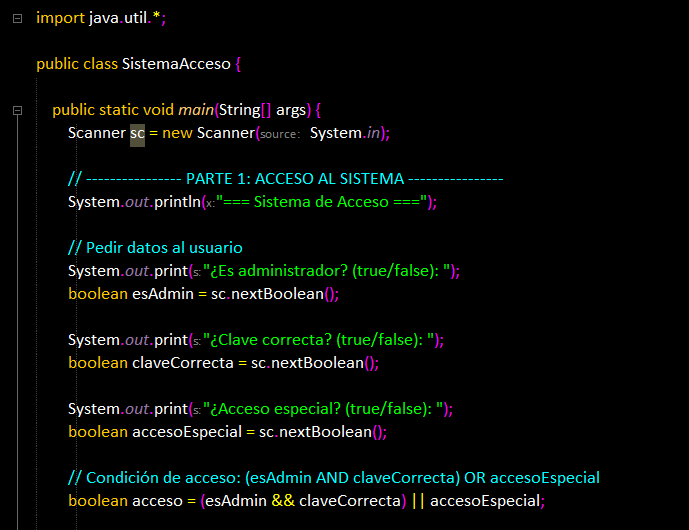 import java.util.*;
public class SistemaAcceso {
public static void main(String[] args) {
Scanner sc = new Scanner(source: System.in);
// ---------------- PARTE 1: ACCESO AL SISTEMA ----------------
System.out.println(x:"=== Sistema de Acceso ===");
// Pedir datos al usuario
System.out.print(s:"¿Es administrador? (true/false): ");
boolean esAdmin = sc.nextBoolean();
System.out.print(s:"¿Clave correcta? (true/false): ");
boolean claveCorrecta = sc.nextBoolean();
System.out.print(s:"¿Acceso especial? (true/false): ");
boolean accesoEspecial = sc.nextBoolean();
// Condición de acceso: (esAdmin AND claveCorrecta) OR accesoEspecial
boolean acceso = (esAdmin && claveCorrecta) || accesoEspecial;